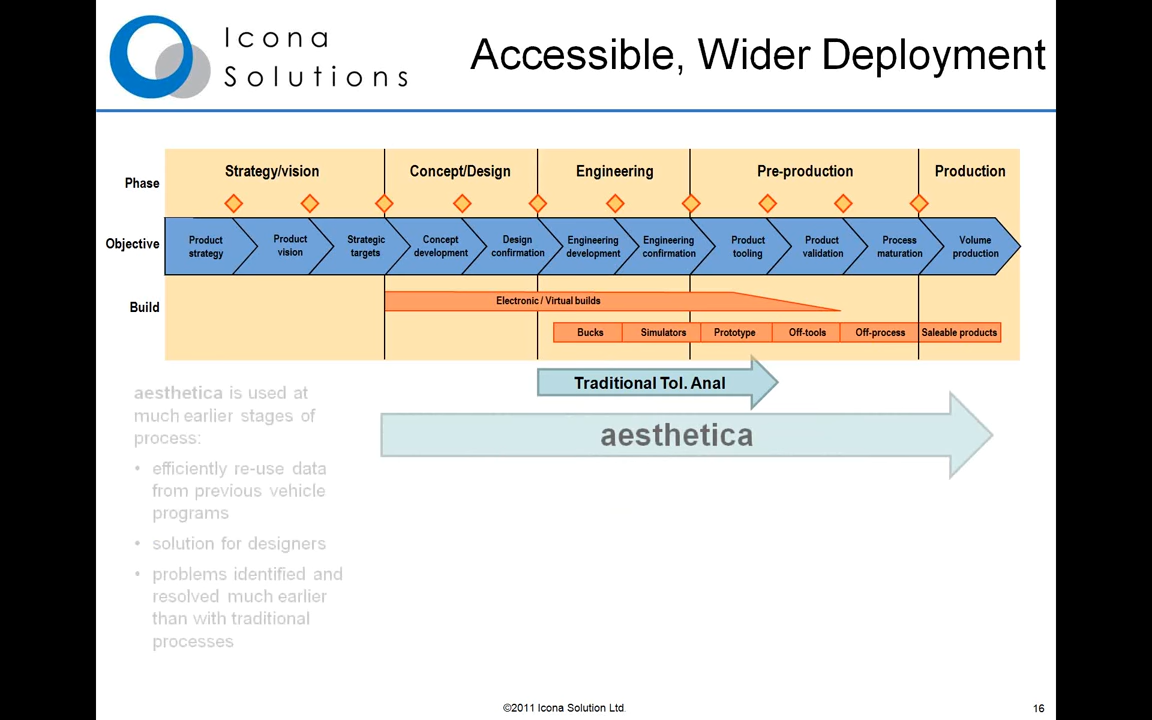 Icona
Solutions
Accessible, Wider Deployment
Phase
Strategy/vision
Concept/Design
Engineering
Pre-production
Production
Objective
Product
strategy
Product
vision
Strategic
targets
Concept
development
Design
confirmation
Engineering
development
Engineering
confirmation
Product
tooling
Product
validation
Process
maturation
Volume
production
Build
Electronic / Virtual builds
Bucks
Simulators
Prototype
Off-tools
Off-process
Saleable products
Traditional Tol. Anal
aesthetica
aesthetica is used at
much earlier stages of
process:
• efficiently re-use data
from previous vehicle
programs
• solution for designers
• problems identified and
resolved much earlier
than with traditional
processes
©2011 Icona Solution Ltd.
16